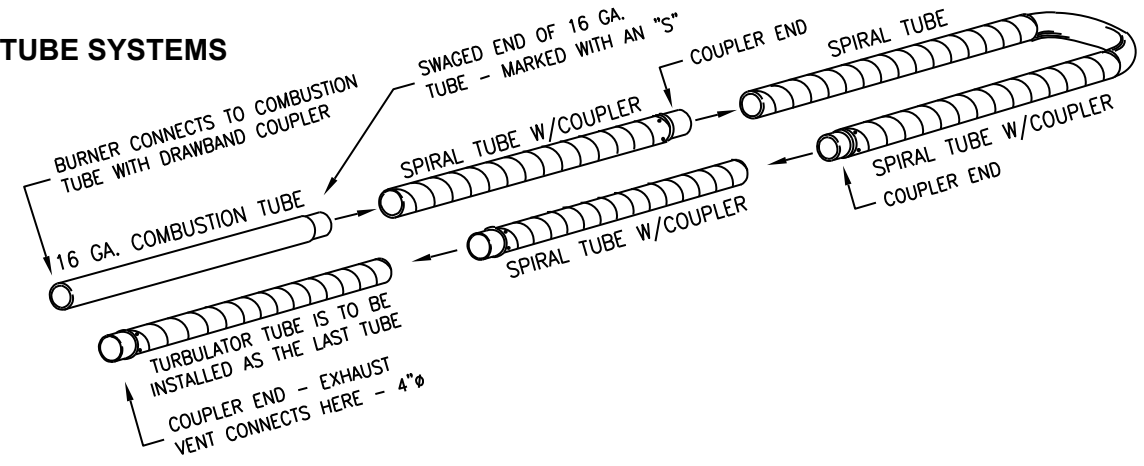 TUBE SYSTEMS
BURNER CONNECTS TO COMBUSTION
TUBE WITH DRAWBAND COUPLER
SWAGED END OF 16 GA.
TUBE - MARKED WITH AN "S"
COUPLER END
SPIRAL TUBE
16 GA. COMBUSTION TUBE
SPIRAL TUBE W/COUPLER
SPIRAL TUBE W/COUPLER
COUPLER END
SPIRAL TUBE W/COUPLER
TURBULATOR TUBE IS TO BE
INSTALLED AS THE LAST TUBE
COUPLER END - EXHAUST
VENT CONNECTS HERE - 4"ø